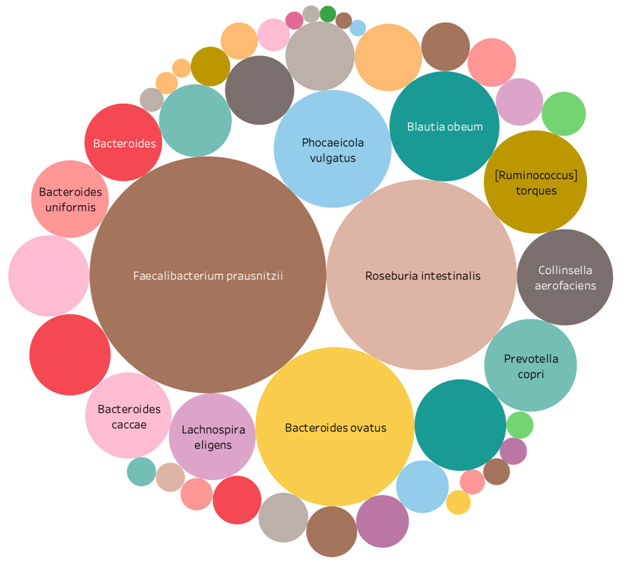 Phocaeicola
vulgatus
Blautia obeum
Bacteroides
[Ruminococcus]
torques
Bacteroides
uniformis
Faecalibacterium prausnitzii
Roseburia intestinalis
Collinsella
aerofaciens
Prevotella
copri
Bacteroides
caccae
Lachnospira
eligens
Bacteroides ovatus